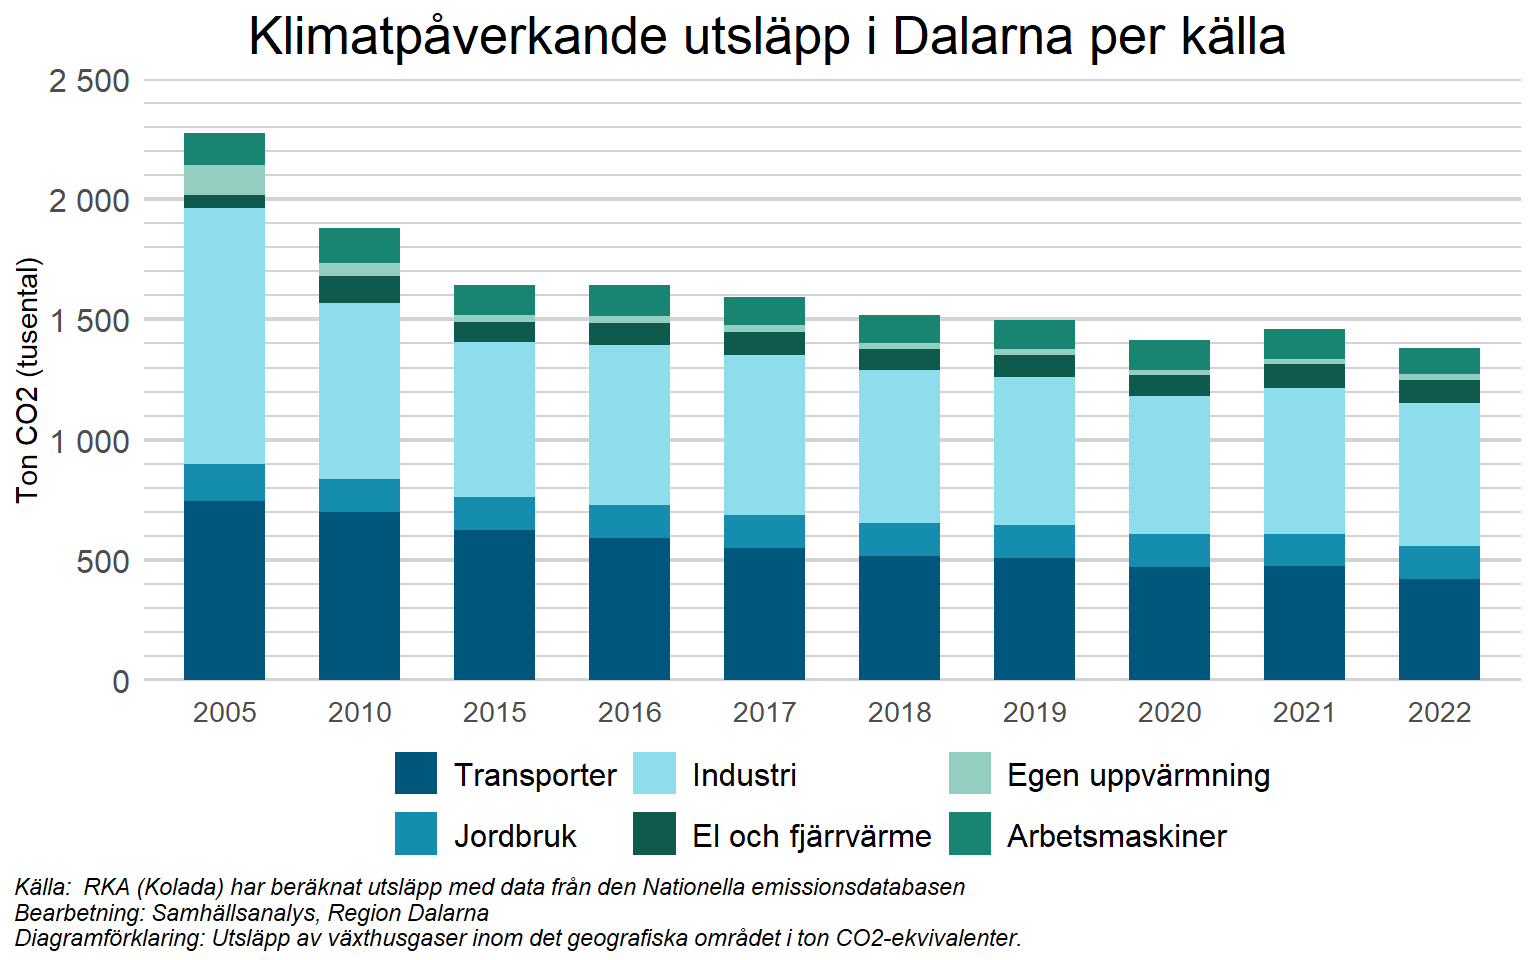 Klimatpåverkande utsläpp i Dalarna per källa
Ton CO2 (tusental)
2 500
2 000
1 500
1 000
500
0
2005 2010 2015 2016 2017 2018 2019 2020 2021 2022
Transporter Industri Egen uppvärmning
Jordbruk El och fjärrvärme Arbetsmaskiner
Källa: RKA (Kolada) har beräknat utsläpp med data från den Nationella emissionsdatabasen
Bearbetning: Samhällsanalys, Region Dalarna
Diagramförklaring: Utsläpp av växthusgaser inom det geografiska området i ton CO2-ekvivalenter.